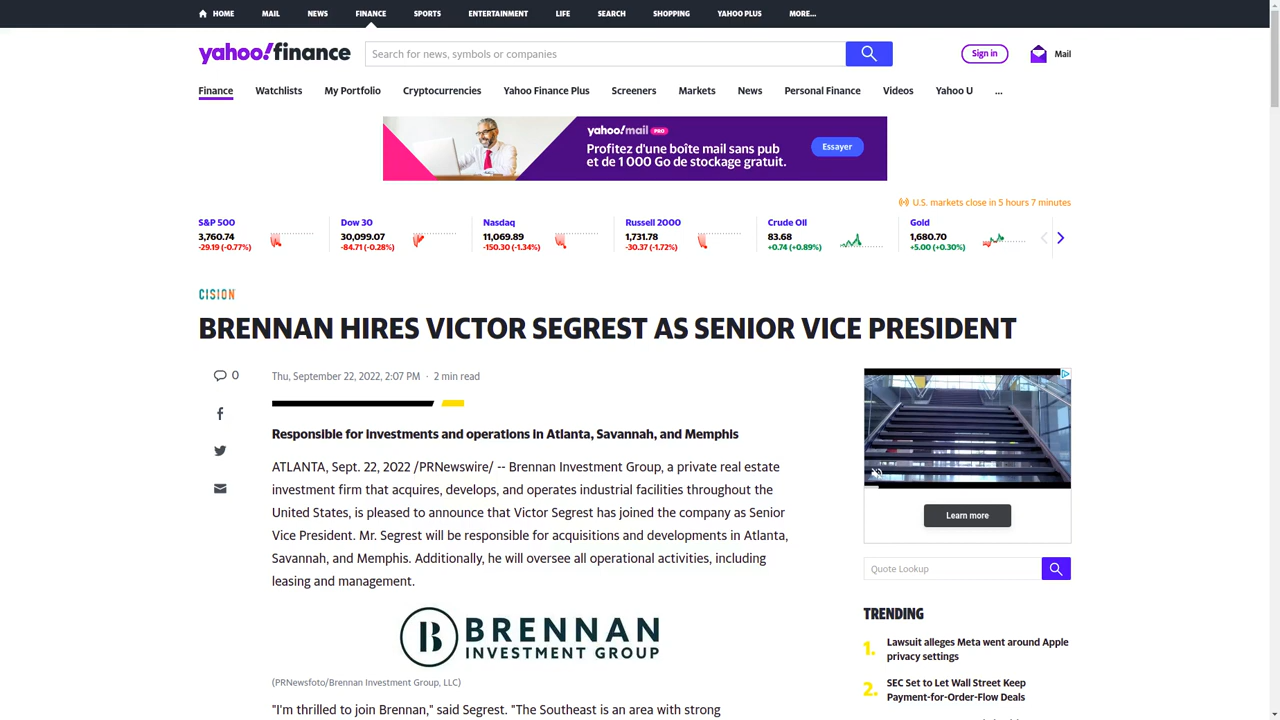 HOME MAIL NEWS FINANCE SPORTS ENTERTAINMENT LIFE SEARCH SHOPPING YAHOO PLUS MORE...
yahoo!finance
Search for news, symbols or companies
Sign in
Mail
Finance Watchlists My Portfolio Cryptocurrencies Yahoo Finance Plus Screeners Markets News Personal Finance Videos Yahoo U ...
yahoo!mail PRO
Profitez d'une boîte mail sans pub
et de 1 000 Go de stockage gratuit.
Essayer
U.S. markets close in 5 hours 7 minutes
S&P 500
3,760.74
-29.19 (-0.77%)
Dow 30
30,099.07
-84.71 (-0.28%)
Nasdaq
11,069.89
-150.30 (-1.34%)
Russell 2000
1,731.78
-30.37 (-1.72%)
Crude Oil
83.68
+0.74 (+0.89%)
Gold
1,680.70
+5.00 (+0.30%)
CISION
BRENNAN HIRES VICTOR SEGREST AS SENIOR VICE PRESIDENT
0
Thu, September 22, 2022, 2:07 PM · 2 min read
Responsible for investments and operations in Atlanta, Savannah, and Memphis
ATLANTA, Sept. 22, 2022 /PRNewswire/ -- Brennan Investment Group, a private real estate
investment firm that acquires, develops, and operates industrial facilities throughout the
United States, is pleased to announce that Victor Segrest has joined the company as Senior
Vice President. Mr. Segrest will be responsible for acquisitions and developments in Atlanta,
Savannah, and Memphis. Additionally, he will oversee all operational activities, including
leasing and management.
B BRENNAN
INVESTMENT GROUP
(PRNewsfoto/Brennan Investment Group, LLC)
"I'm thrilled to join Brennan," said Segrest. "The Southeast is an area with strong
Learn more
Quote Lookup
TRENDING
1. Lawsuit alleges Meta went around Apple
privacy settings
2. SEC Set to Let Wall Street Keep
Payment-for-Order-Flow Deals